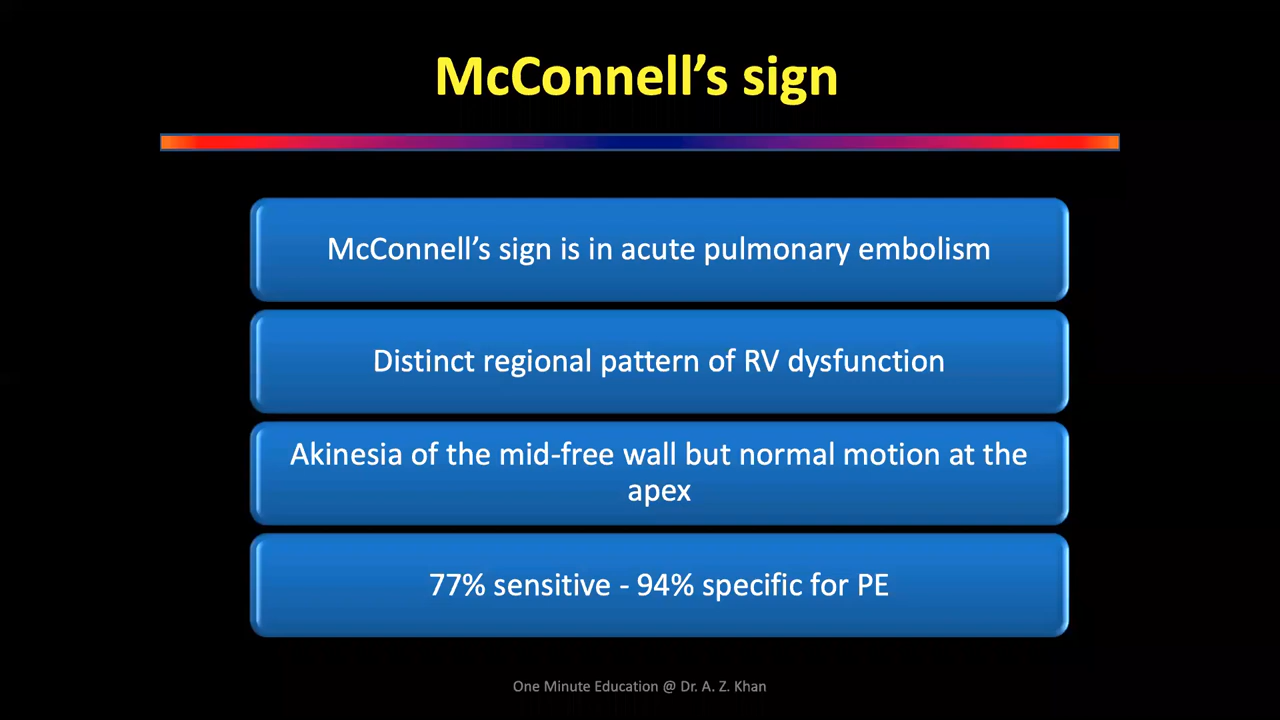 McConnell’s sign
McConnell’s sign is in acute pulmonary embolism
Distinct regional pattern of RV dysfunction
Akinesia of the mid-free wall but normal motion at the
apex
77% sensitive - 94% specific for PE
One Minute Education @ Dr. A. Z. Khan